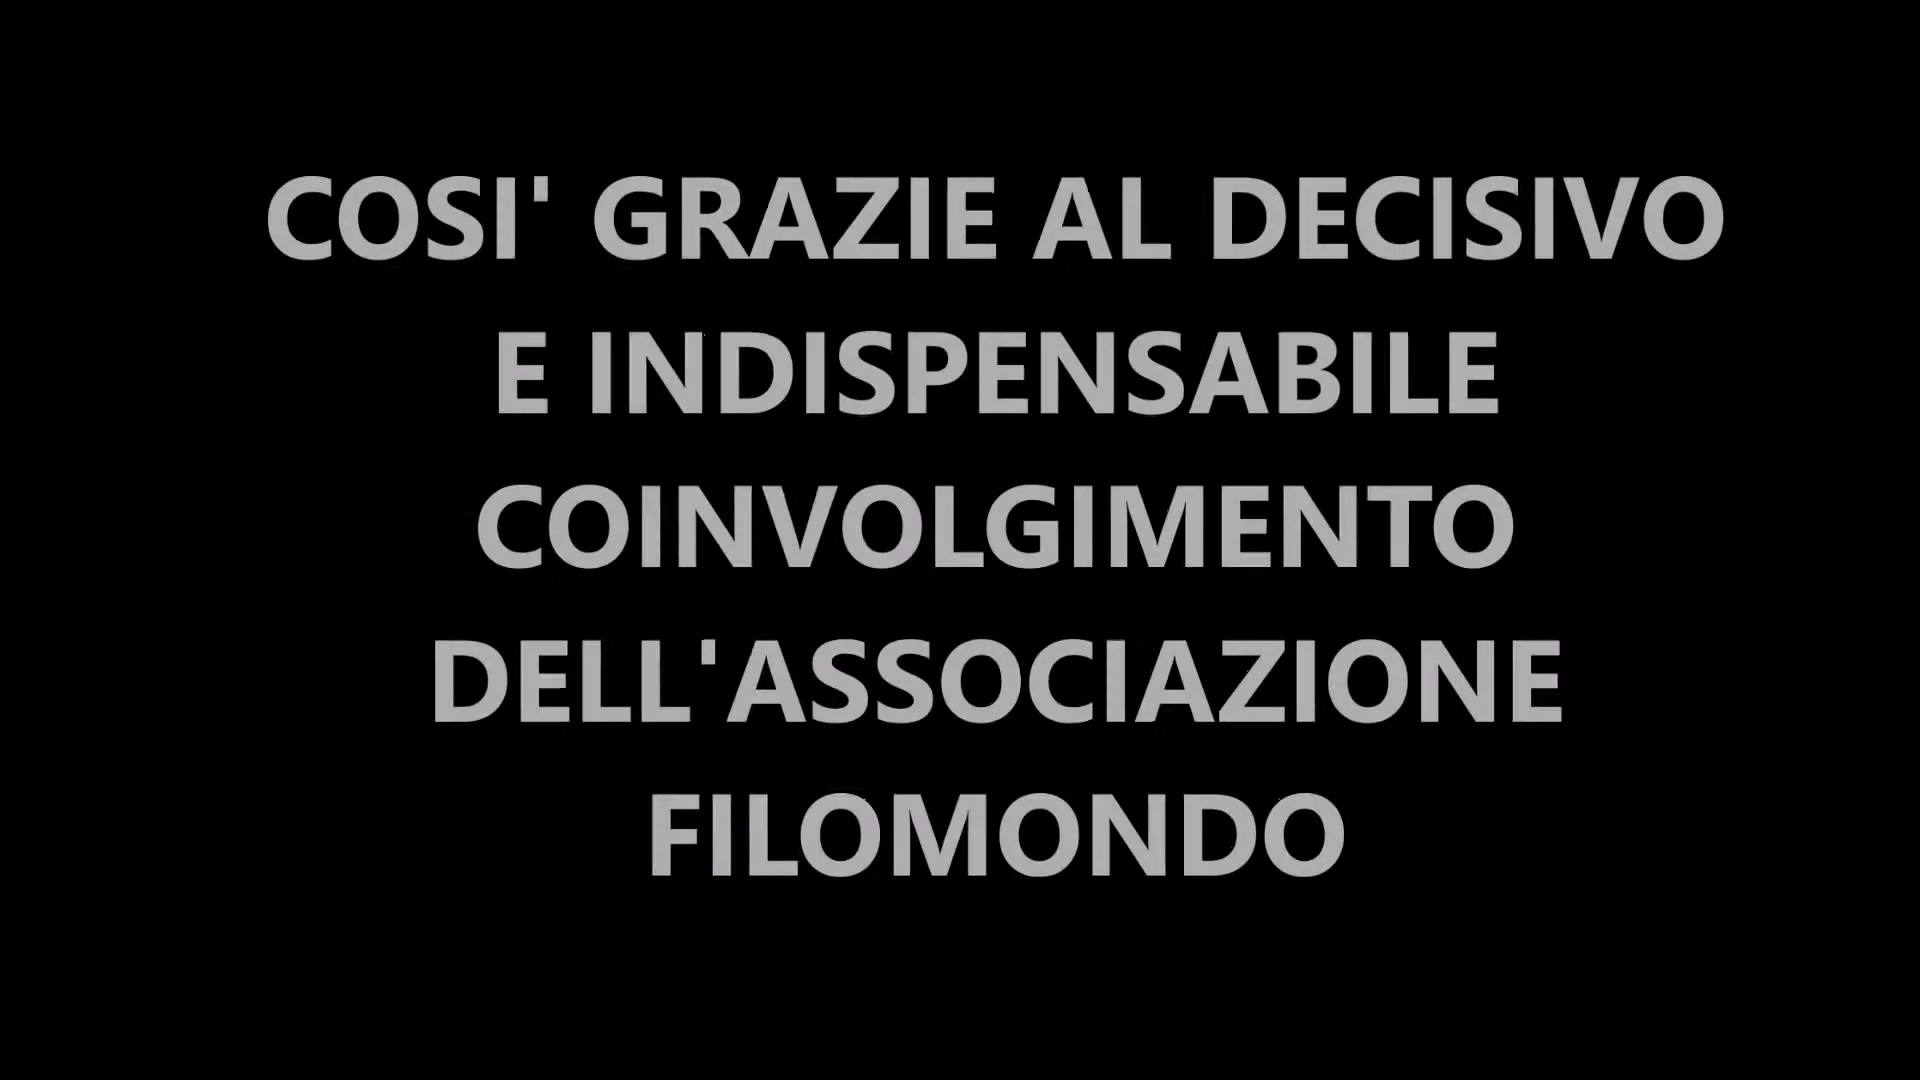 COSI' GRAZIE AL DECISIVO
E INDISPENSABILE
COINVOLGIMENTO
DELL'ASSOCIAZIONE
FILOMONDO